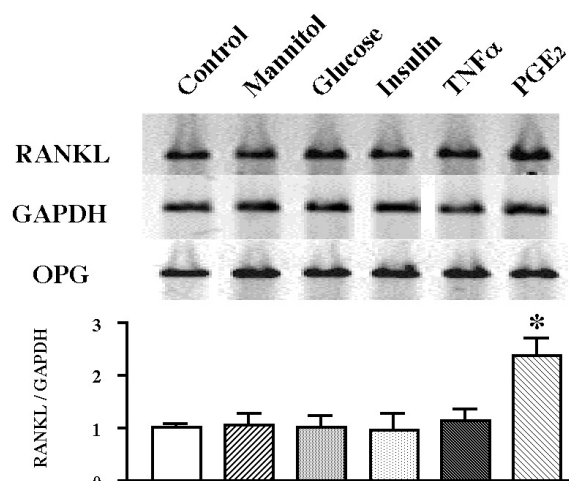 Control Mannitol Glucose Insulin TNFα PGE₂
RANKL
GAPDH
OPG
RANKL / GAPDH
3
*
2
1
0